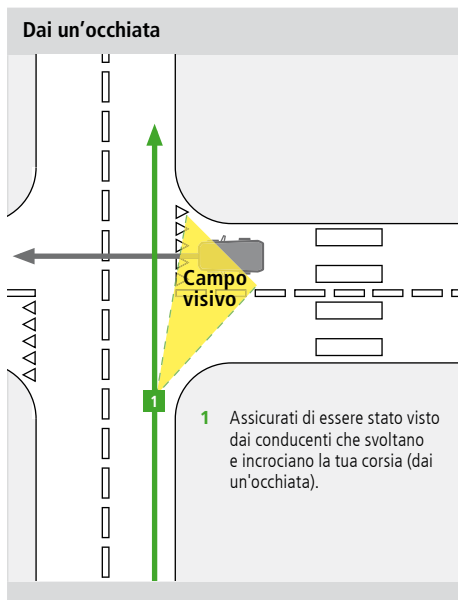 Dai un'occhiata
Campo
visivo
1
1 Assicurati di essere stato visto
dai conducenti che svoltano
e incrociano la tua corsia (dai
un'occhiata).